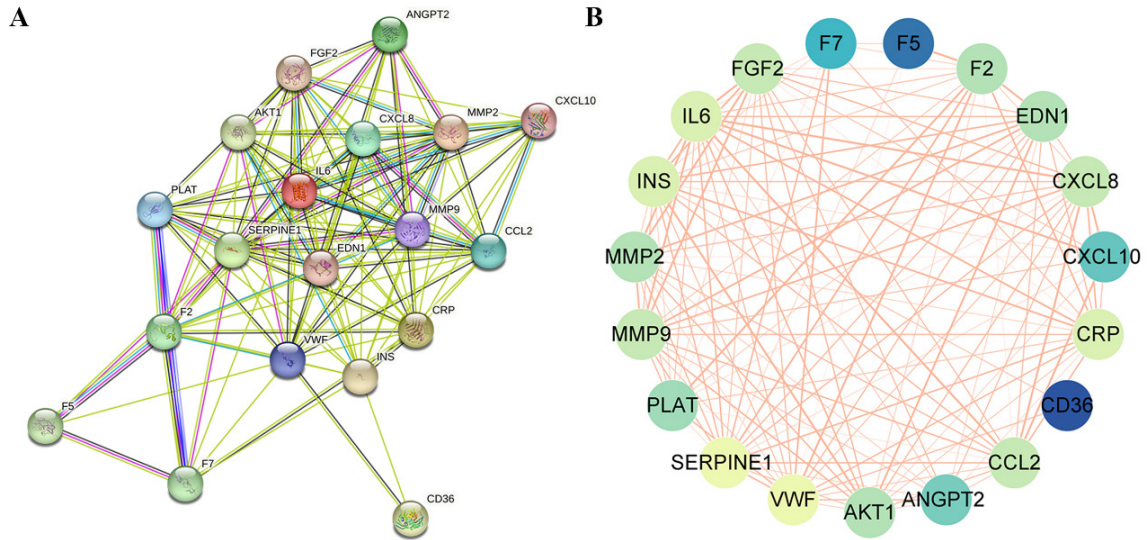 A
ANGPT2
FGF2
CXCL10
AKT1
CXCL8
MMP2
IL6
PLAT
MMP9
SERPINE1
EDN1
CCL2
F2
CRP
VWF
INS
F5
F7
CD36
B
F7
F5
FGF2
F2
IL6
EDN1
INS
CXCL8
MMP2
CXCL10
MMP9
CRP
PLAT
CD36
SERPINE1
CCL2
VWF
AKT1
ANGPT2